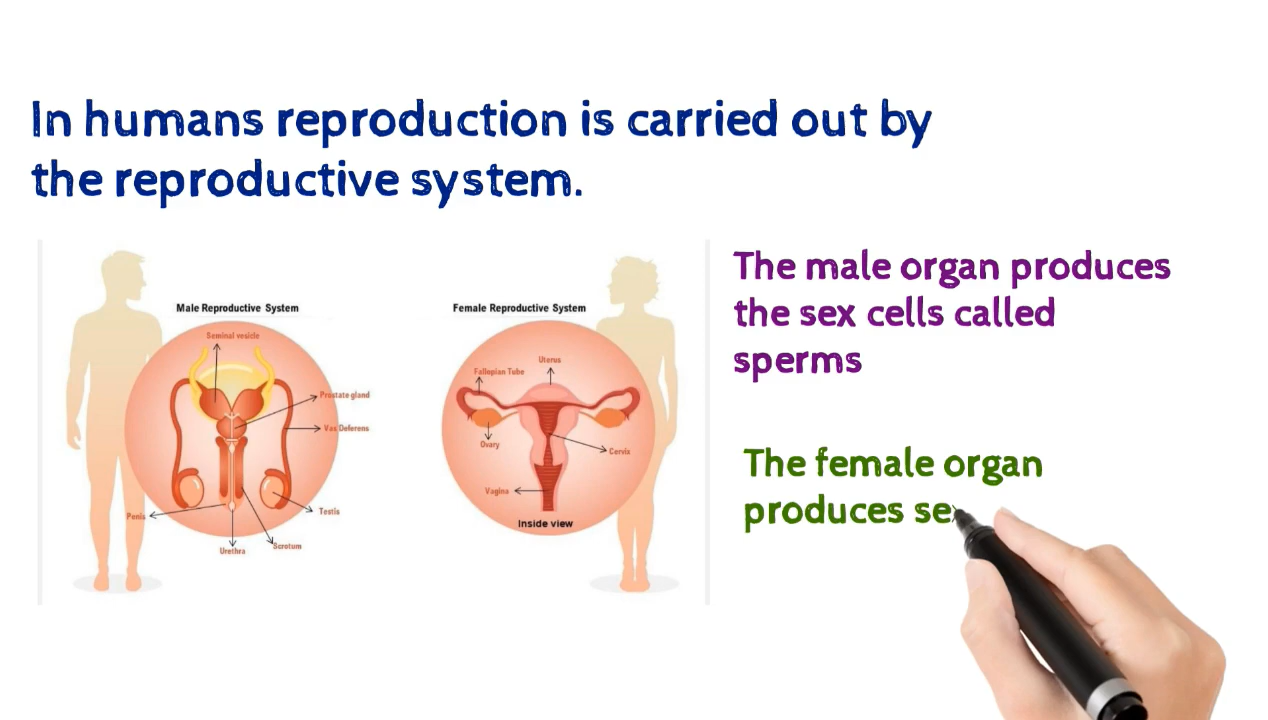 In humans reproduction is carried out by
the reproductive system.
Male Reproductive System
Seminal vesicle
Prostate gland
Vas Deferens
Testis
Penis
Scrotum
Urethra
Female Reproductive System
Uterus
Fallepian Tube
Ovary
Cervix
Vagina
Inside view
The male organ produces
the sex cells called
sperms
The female organ
produces sex